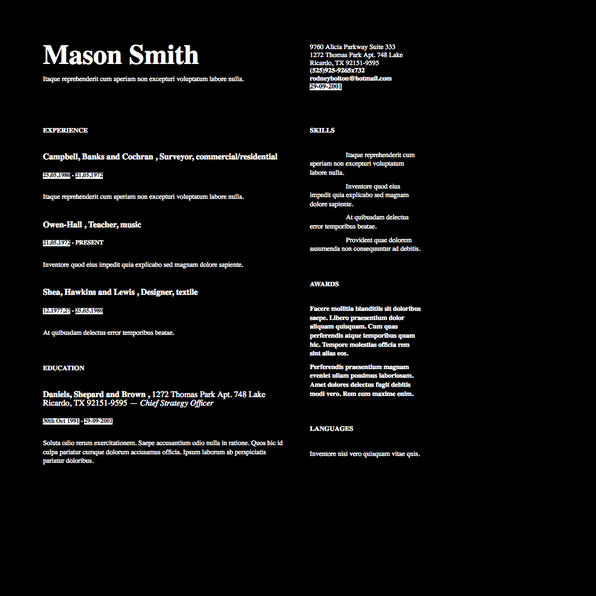 Mason Smith
Itaque reprehenderit cum aperiam non excepturi voluptatum labore nulla.
9760 Alicia Parkway Suite 333
1272 Thomas Park Apt. 748 Lake
Ricardo, TX 92151-9595
(525)925-9265x732
rodneybolton@hotmail.com
29-09-2001
EXPERIENCE
Campbell, Banks and Cochran , Surveyor, commercial/residential
25.05.1980 - 21.05.1972
Itaque reprehenderit cum aperiam non excepturi voluptatum labore nulla.
Owen-Hall , Teacher, music
21.05.1972 - PRESENT
Inventore quod eius impedit quia explicabo sed magnam dolore sapiente.
Shea, Hawkins and Lewis , Designer, textile
12.1977.27 - 25.05.1980
At quibusdam delectus error temporibus beatae.
EDUCATION
Daniels, Shepard and Brown , 1272 Thomas Park Apt. 748 Lake
Ricardo, TX 92151-9595 — Chief Strategy Officer
30th Oct 1991 - 29-09-2001
Soluta odio rerum exercitationem. Saepe accusantium odio nulla in ratione. Quos hic id
culpa pariatur cumque dolorum accusamus officia. Ipsum laborum ab perspiciatis
pariatur doloribus.
SKILLS
Itaque reprehenderit cum
aperiam non excepturi voluptatum
labore nulla.
Inventore quod eius
impedit quia explicabo sed magnam
dolore sapiente.
At quibusdam delectus
error temporibus beatae.
Provident quae dolorem
assumenda non consequuntur ad debitis.
AWARDS
Facere mollitia blanditiis sit doloribus
saepe. Libero praesentium dolor
aliquam quisquam. Cum quas
perferendis atque temporibus quam
hic. Tempore molestias officia rem
sint alias eos.
Perferendis praesentium magnam
eveniet ullam possimus laboriosam.
Amet dolores delectus fugit debitis
modi vero. Rem eum maxime enim.
LANGUAGES
Inventore nisi vero quisquam vitae quis.